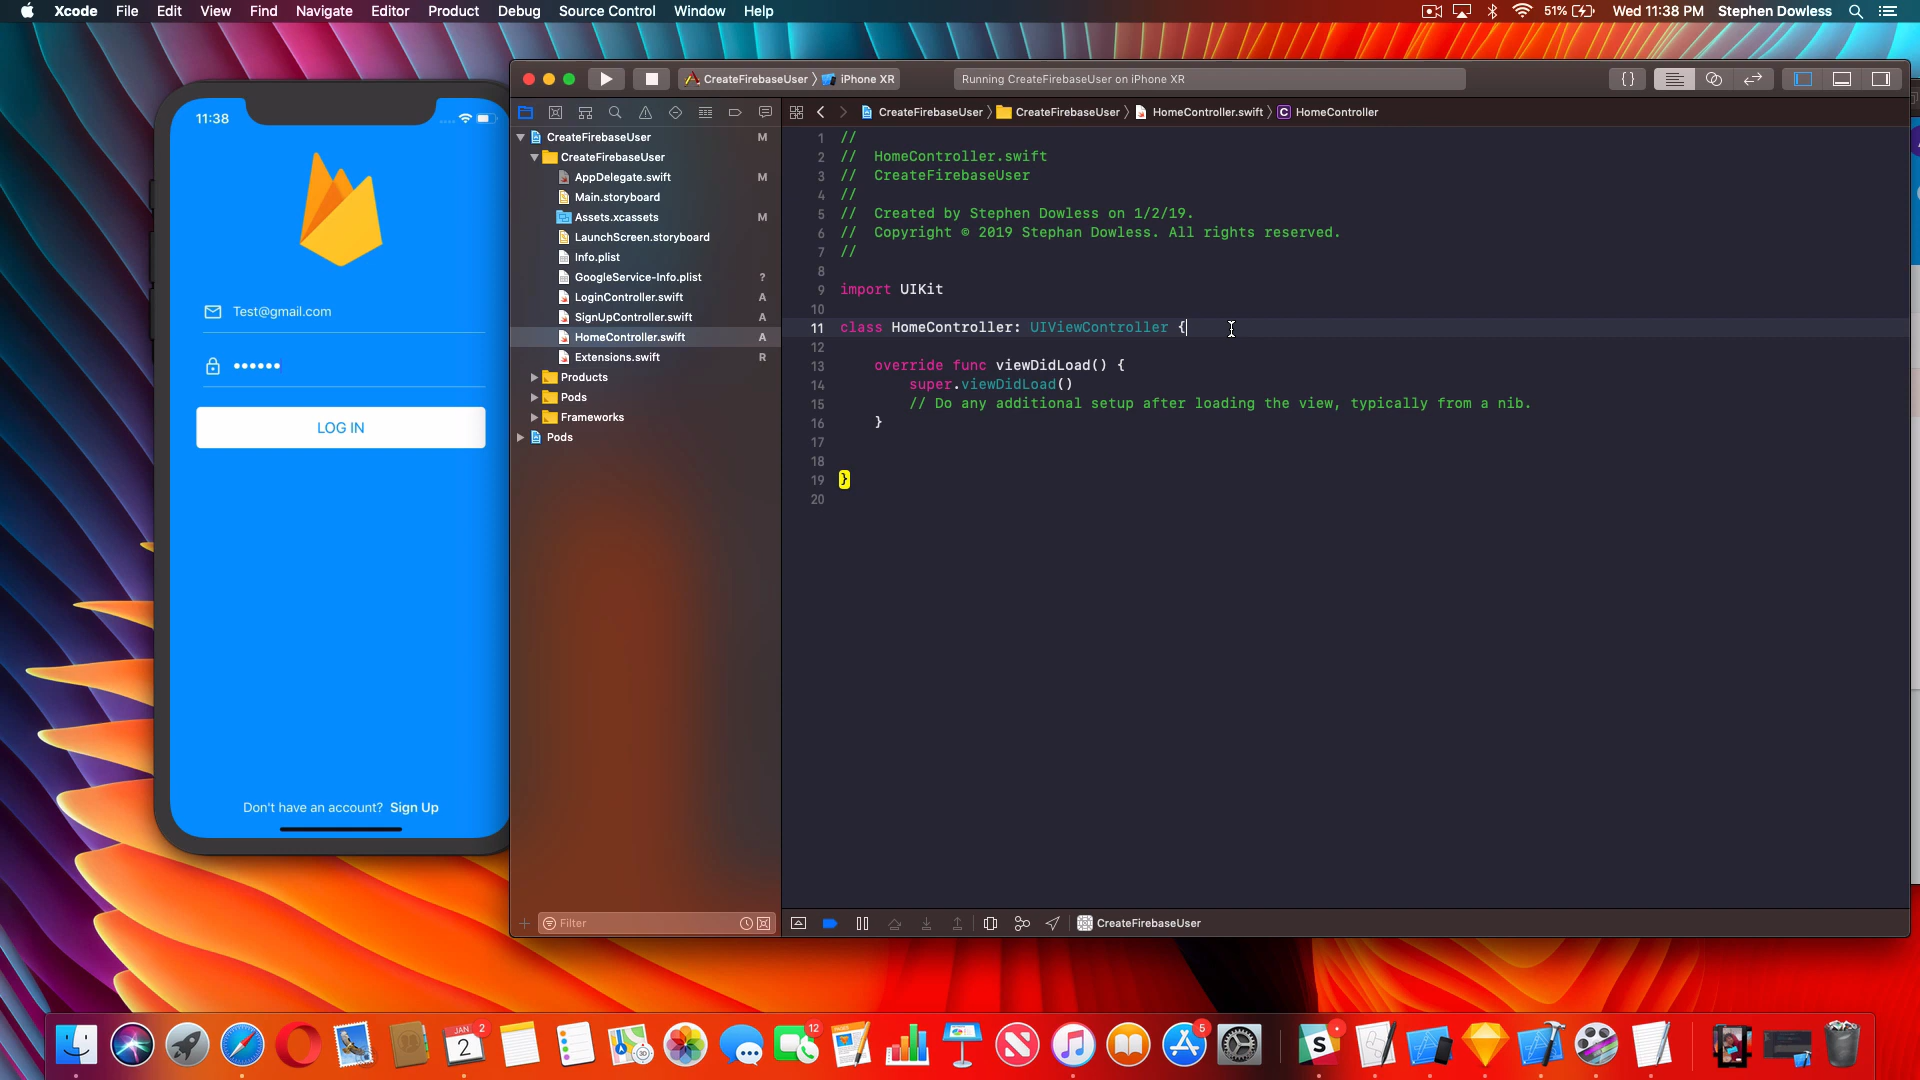 Xcode File Edit View Find Navigate Editor Product Debug Source Control Window Help
51% Wed 11:38 PM Stephen Dowless
CreateFirebaseUser iPhone XR
Running CreateFirebaseUser on iPhone XR
{ }
CreateFirebaseUser CreateFirebaseUser HomeController.swift C HomeController
CreateFirebaseUser M
CreateFirebaseUser
AppDelegate.swift M
Main.storyboard
Assets.xcassets M
LaunchScreen.storyboard
Info.plist
GoogleService-Info.plist ?
LoginController.swift A
SignUpController.swift A
HomeController.swift A
Extensions.swift R
Products
Pods
Frameworks
Pods
Filter
1 //
2 // HomeController.swift
3 // CreateFirebaseUser
4 //
5 // Created by Stephen Dowless on 1/2/19.
6 // Copyright © 2019 Stephan Dowless. All rights reserved.
7 //
8
9 import UIKit
10
11 class HomeController: UIViewController {
12
13 override func viewDidLoad() {
14 super.viewDidLoad()
15 // Do any additional setup after loading the view, typically from a nib.
16 }
17
18
19 }
20
CreateFirebaseUser
11:38
Test@gmail.com
••••••
LOG IN
Don't have an account? Sign Up
JAN 2
2
12
5
S